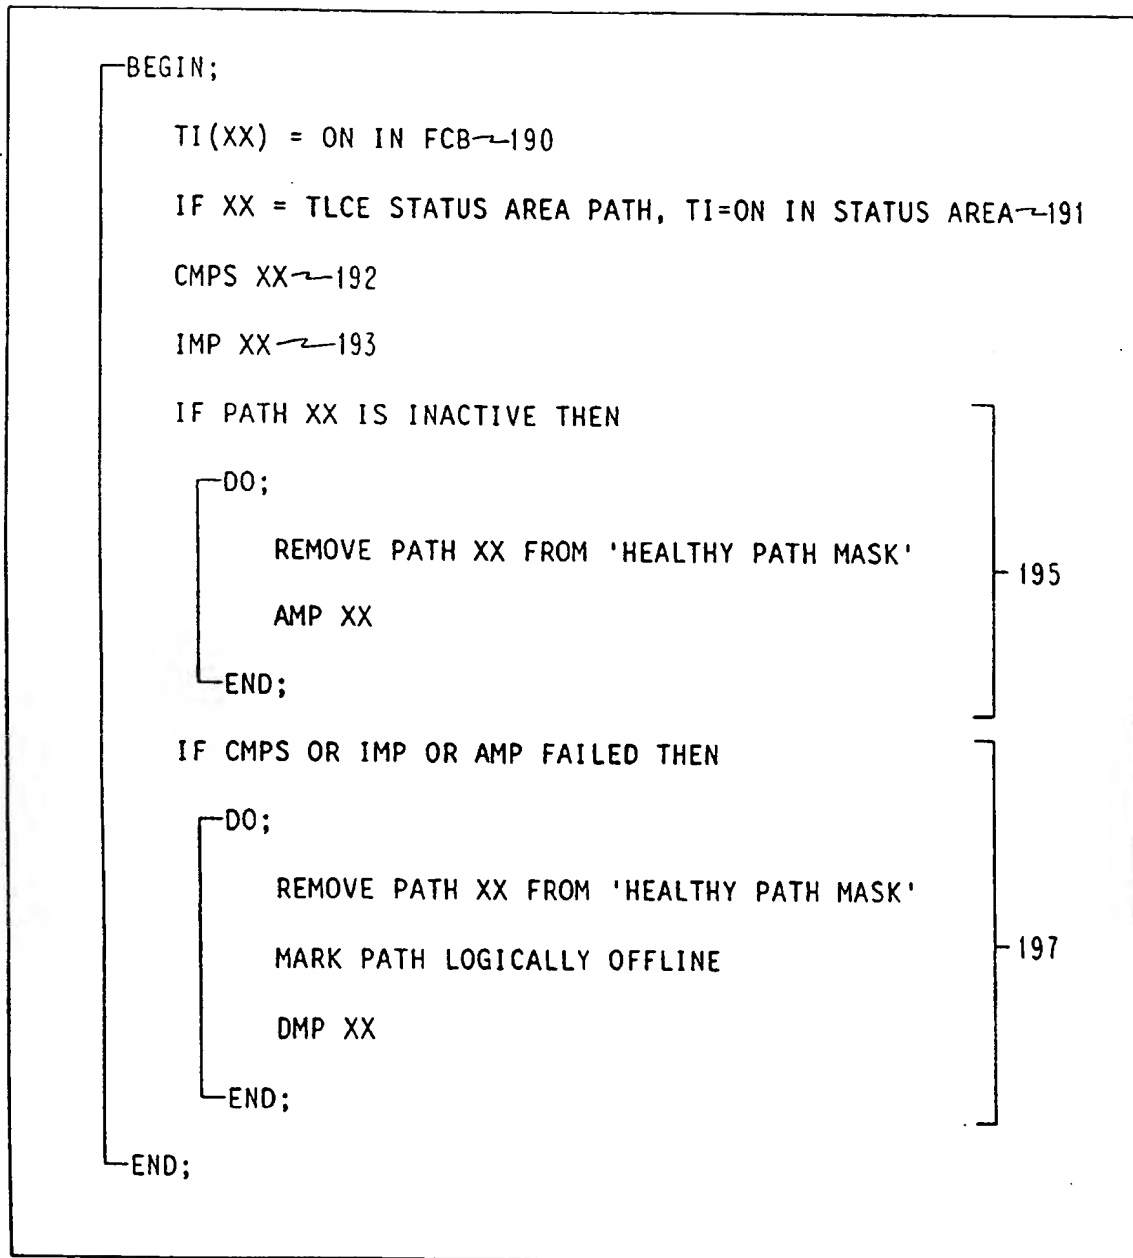 BEGIN;
TI(XX) = ON IN FCB 190
IF XX = TLCE STATUS AREA PATH, TI=ON IN STATUS AREA 191
CMPS XX 192
IMP XX 193
IF PATH XX IS INACTIVE THEN
DO;
REMOVE PATH XX FROM 'HEALTHY PATH MASK'
195
AMP XX
END;
IF CMPS OR IMP OR AMP FAILED THEN
DO;
REMOVE PATH XX FROM 'HEALTHY PATH MASK'
197
MARK PATH LOGICALLY OFFLINE
DMP XX
END;
END;